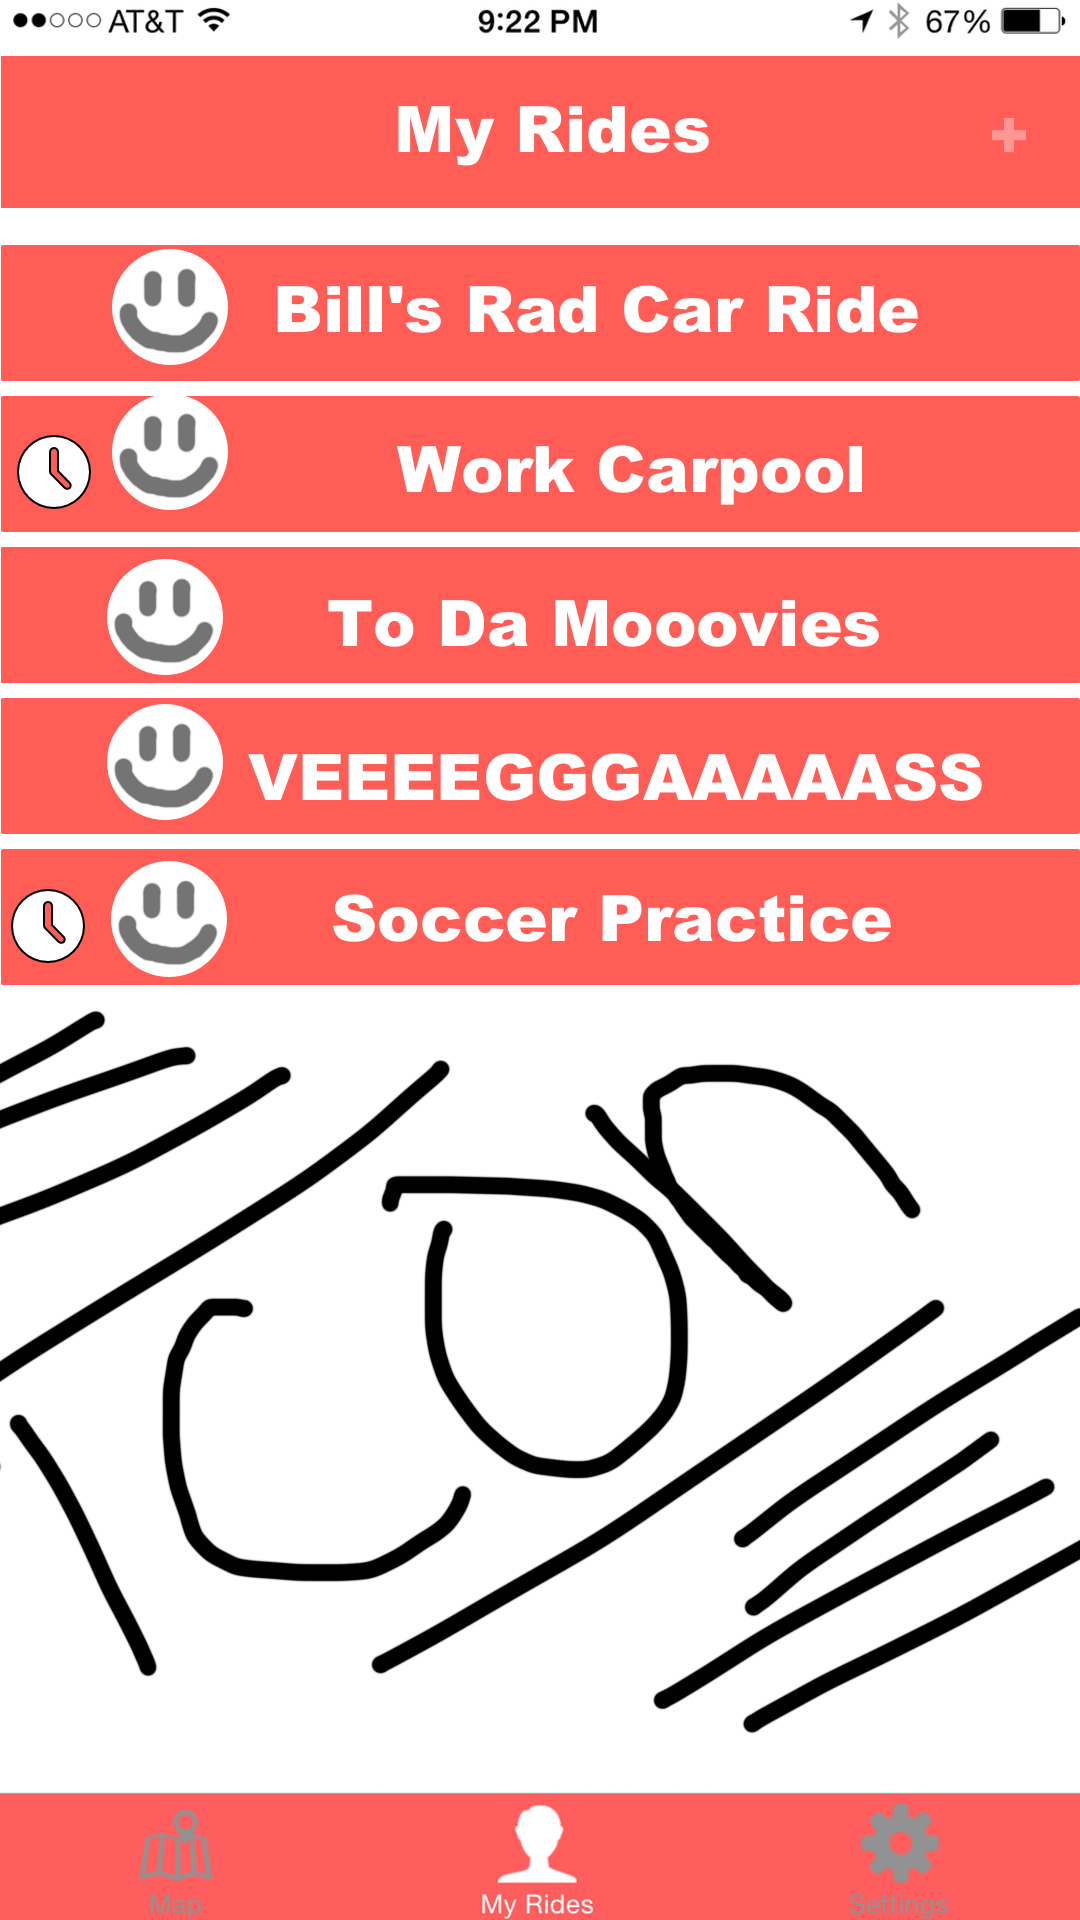 AT&T 9:22 PM 67%
My Rides +
Bill's Rad Car Ride
Work Carpool
To Da Mooovies
VEEEEGGGAAAAASS
Soccer Practice
icon
Map My Rides Settings